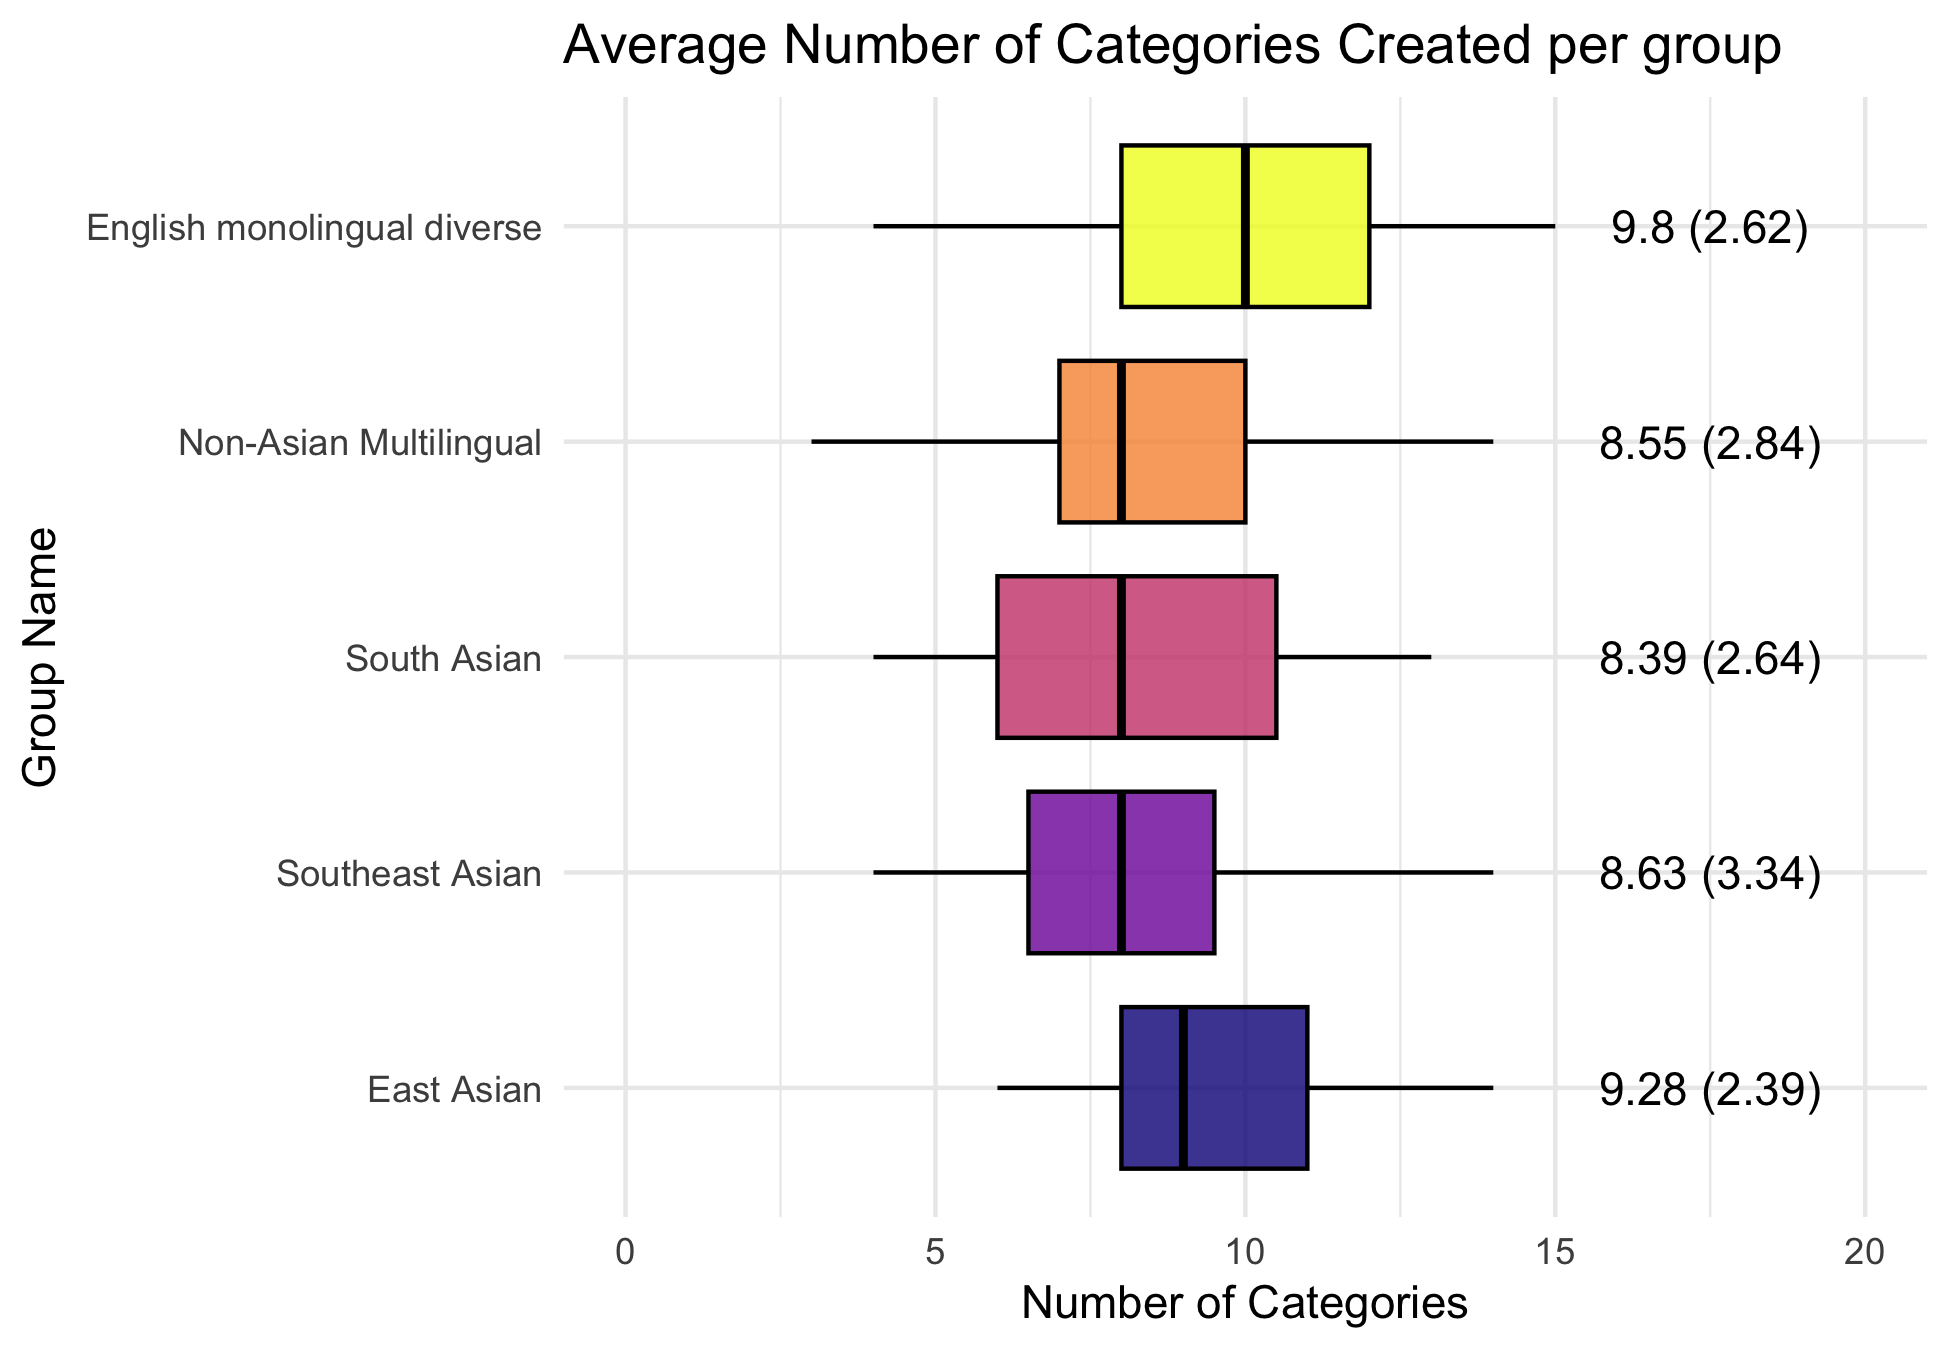 Average Number of Categories Created per group
English monolingual diverse
9.8 (2.62)
Non-Asian Multilingual
8.55 (2.84)
South Asian
8.39 (2.64)
Southeast Asian
8.63 (3.34)
East Asian
9.28 (2.39)
Group Name
0 5 10 15 20
Number of Categories